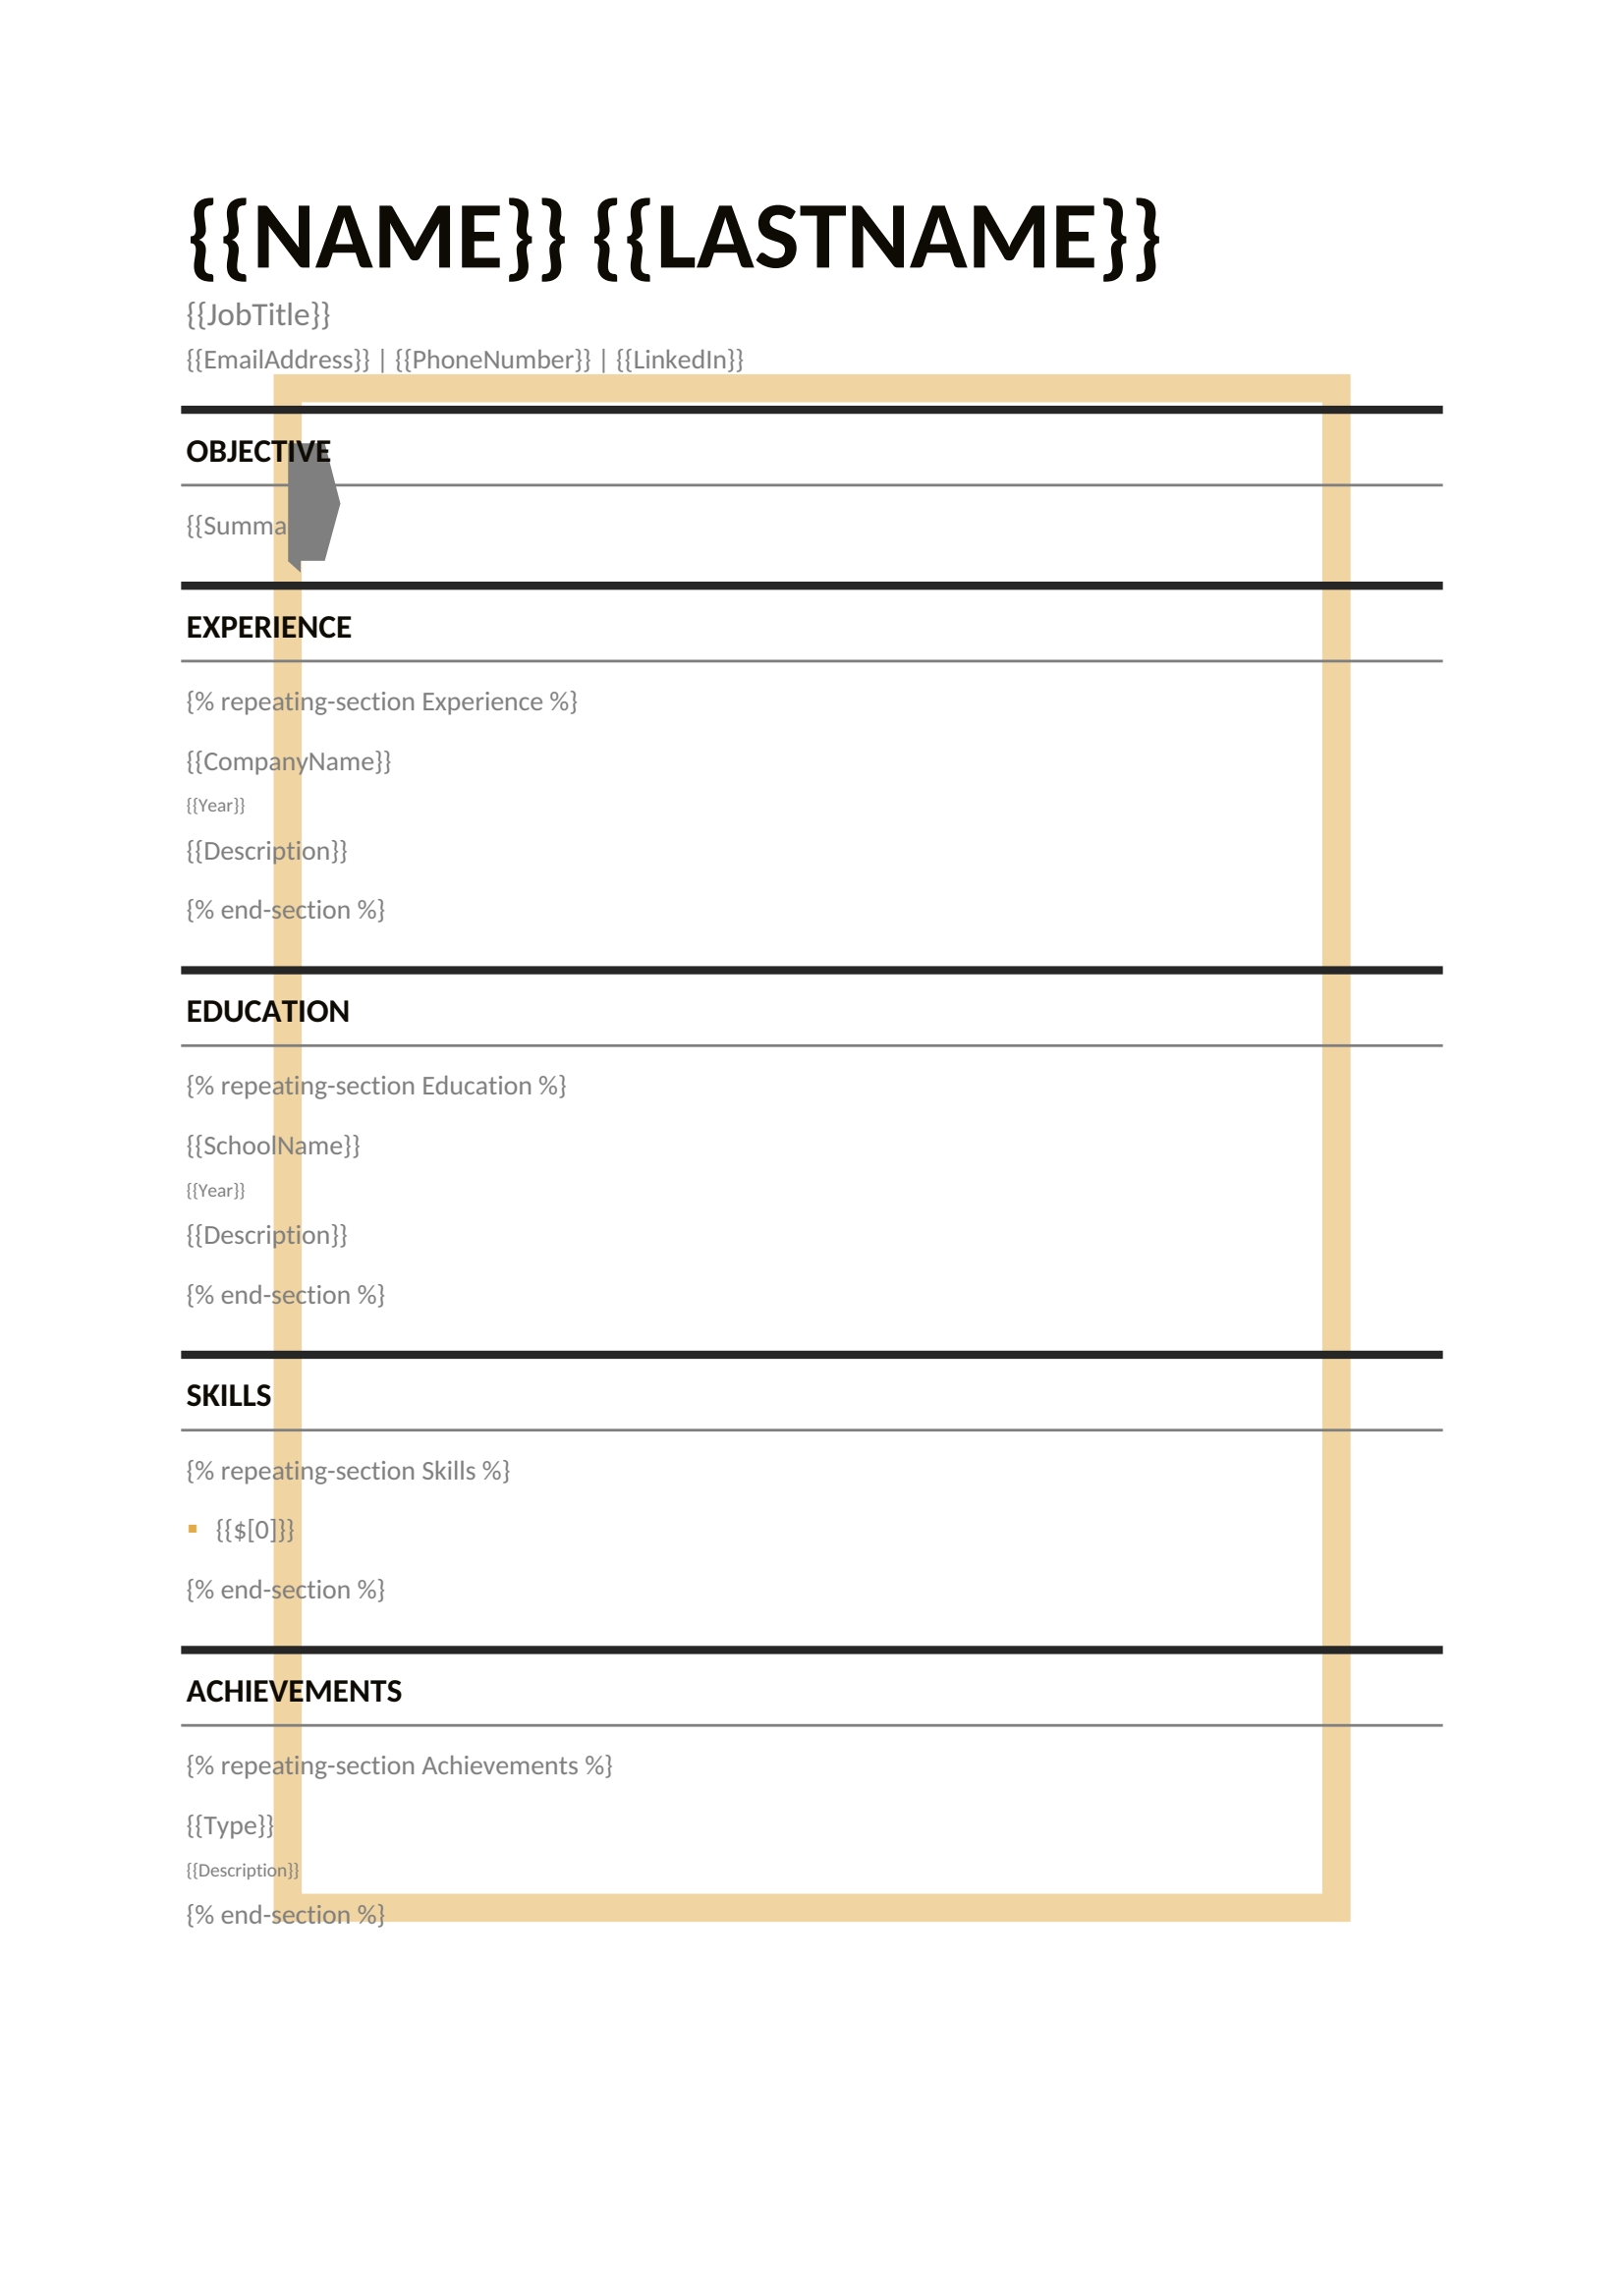 {{NAME}} {{LASTNAME}}
{{JobTitle}}
{{EmailAddress}} | {{PhoneNumber}} | {{LinkedIn}}
OBJECTIVE
{{Summa
EXPERIENCE
{% repeating-section Experience %}
{{CompanyName}}
{{Year}}
{{Description}}
{% end-section %}
EDUCATION
{% repeating-section Education %}
{{SchoolName}}
{{Year}}
{{Description}}
{% end-section %}
SKILLS
{% repeating-section Skills %}
▪ {{$[0]}}
{% end-section %}
ACHIEVEMENTS
{% repeating-section Achievements %}
{{Type}}
{{Description}}
{% end-section %}